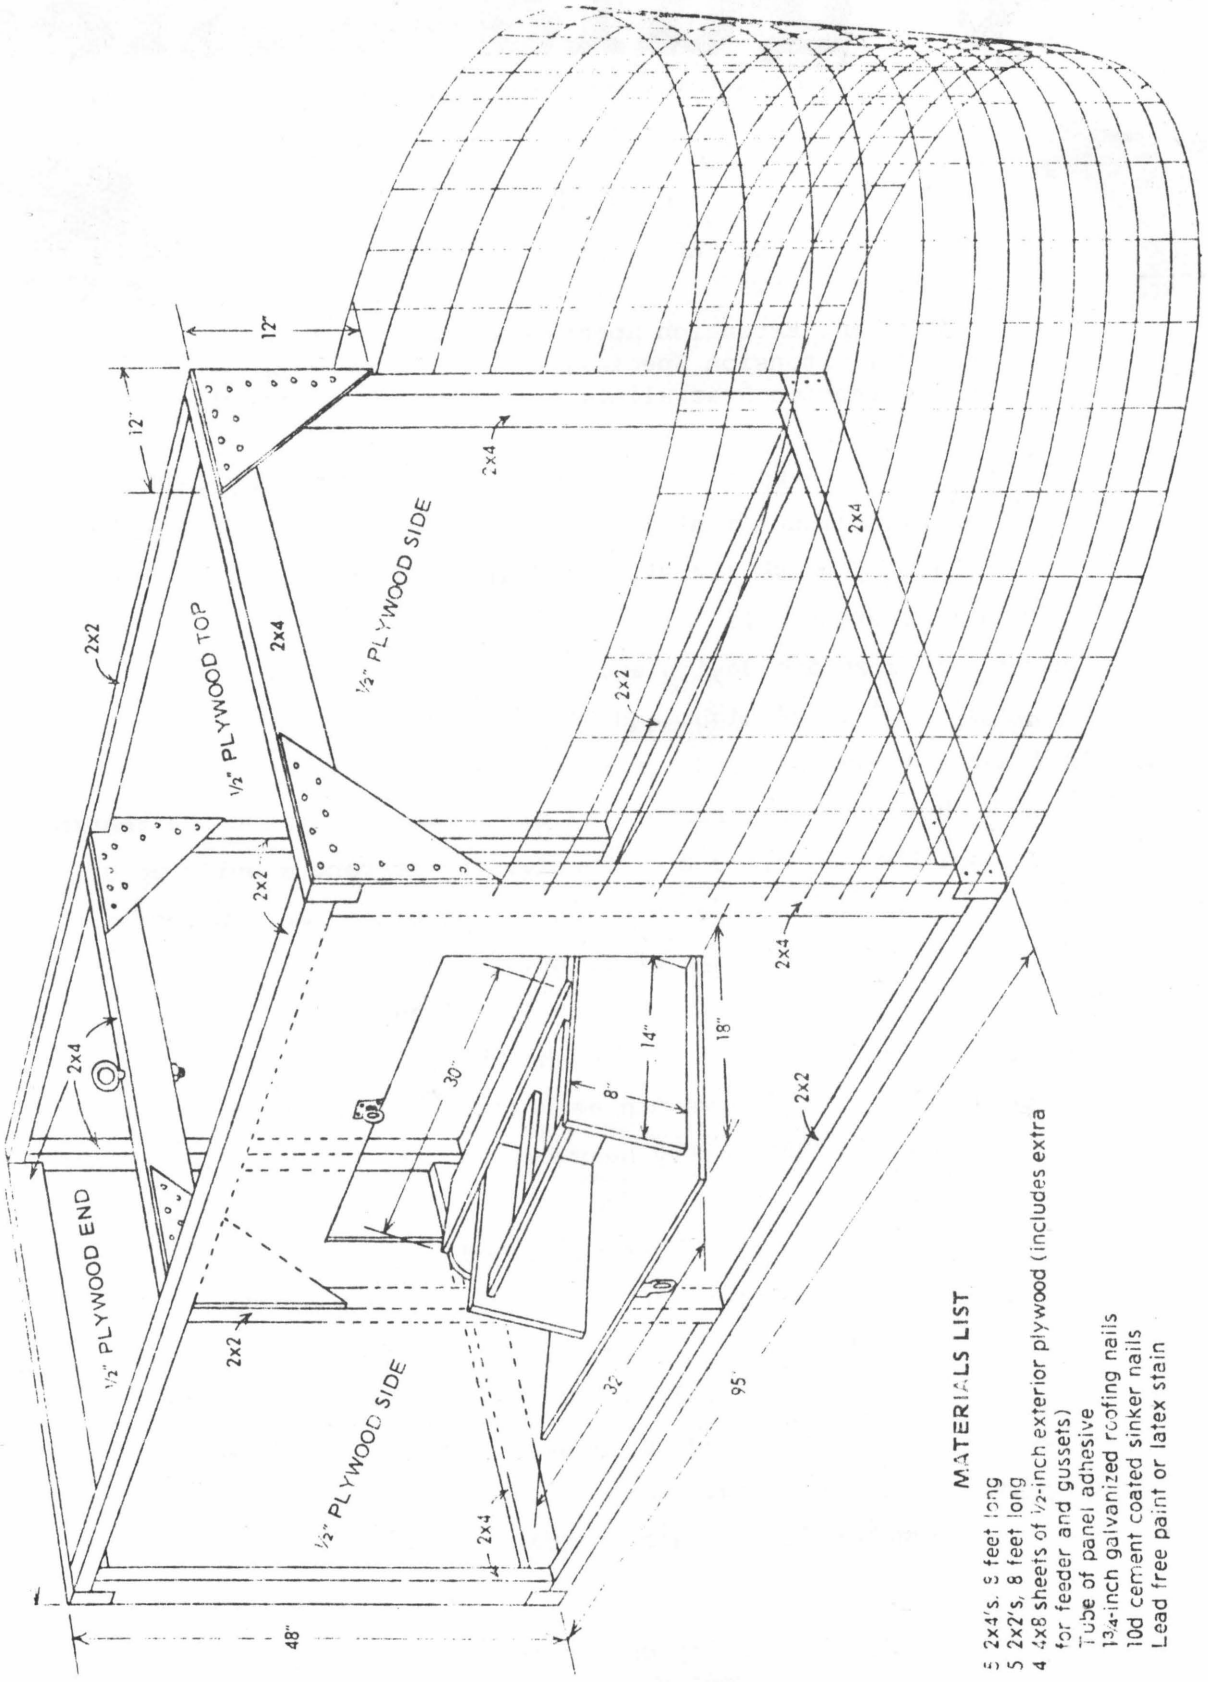 12"
12"
2x2
½" PLYWOOD TOP
2x4
2x4
½" PLYWOOD SIDE
2x2
2x4
2x2
2x4
½" PLYWOOD END
30"
14"
8"
18"
2x4
2x2
2x2
½" PLYWOOD SIDE
2x4
32
95"
48"
MATERIALS LIST
5 2x4's, 8 feet long
5 2x2's, 8 feet long
4 4x8 sheets of ½-inch exterior plywood (includes extra
for feeder and gussets)
Tube of panel adhesive
1¾-inch galvanized roofing nails
10d cement coated sinker nails
Lead free paint or latex stain